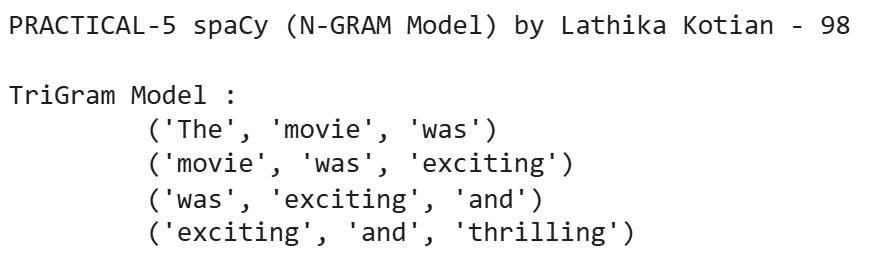 PRACTICAL-5 spaCy (N-GRAM Model) by Lathika Kotian - 98
TriGram Model :
('The', 'movie', 'was')
('movie', 'was', 'exciting')
('was', 'exciting', 'and')
('exciting', 'and', 'thrilling')